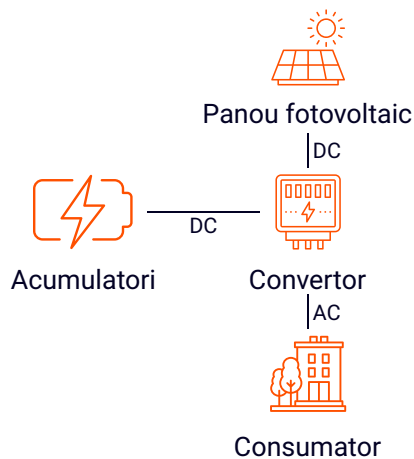 Panou fotovoltaic
DC
DC
Acumulatori
Convertor
AC
Consumator